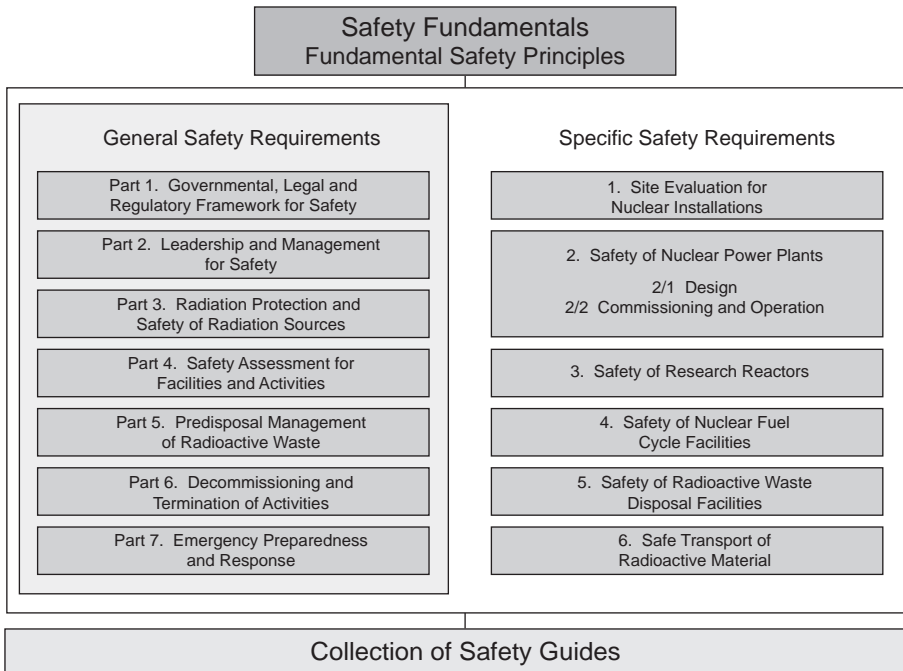 Safety Fundamentals
Fundamental Safety Principles
General Safety Requirements
Part 1. Governmental, Legal and
Regulatory Framework for Safety
Part 2. Leadership and Management
for Safety
Part 3. Radiation Protection and
Safety of Radiation Sources
Part 4. Safety Assessment for
Facilities and Activities
Part 5. Predisposal Management
of Radioactive Waste
Part 6. Decommissioning and
Termination of Activities
Part 7. Emergency Preparedness
and Response
Specific Safety Requirements
1. Site Evaluation for
Nuclear Installations
2. Safety of Nuclear Power Plants
2/1 Design
2/2 Commissioning and Operation
3. Safety of Research Reactors
4. Safety of Nuclear Fuel
Cycle Facilities
5. Safety of Radioactive Waste
Disposal Facilities
6. Safe Transport of
Radioactive Material
Collection of Safety Guides